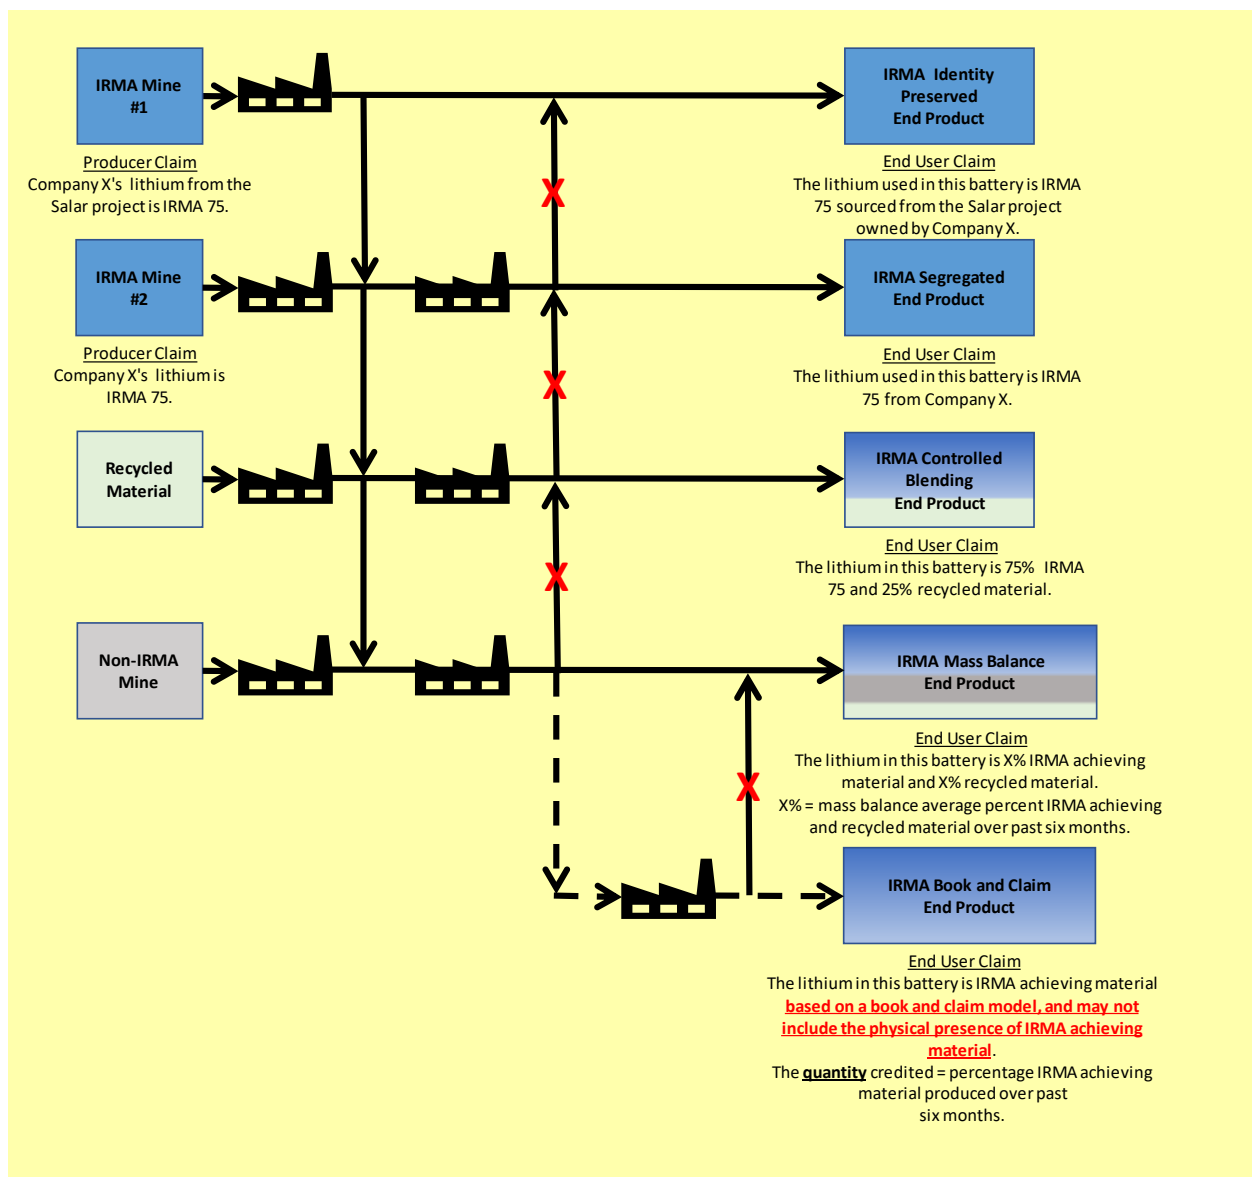 IRMA Mine
#1
Producer Claim
Company X's lithium from the
Salar project is IRMA 75.
IRMA Identity
Preserved
End Product
End User Claim
The lithium used in this battery is IRMA
75 sourced from the Salar project
owned by Company X.
X
IRMA Mine
#2
Producer Claim
Company X's lithium is
IRMA 75.
IRMA Segregated
End Product
End User Claim
The lithium used in this battery is IRMA
75 from Company X.
X
Recycled
Material
IRMA Controlled
Blending
End Product
End User Claim
The lithium in this battery is 75% IRMA
75 and 25% recycled material.
X
Non-IRMA
Mine
IRMA Mass Balance
End Product
End User Claim
The lithium in this battery is X% IRMA achieving
material and X% recycled material.
X% = mass balance average percent IRMA achieving
and recycled material over past six months.
X
IRMA Book and Claim
End Product
End User Claim
The lithium in this battery is IRMA achieving material
based on a book and claim model, and may not
include the physical presence of IRMA achieving
material.
The quantity credited = percentage IRMA achieving
material produced over past
six months.